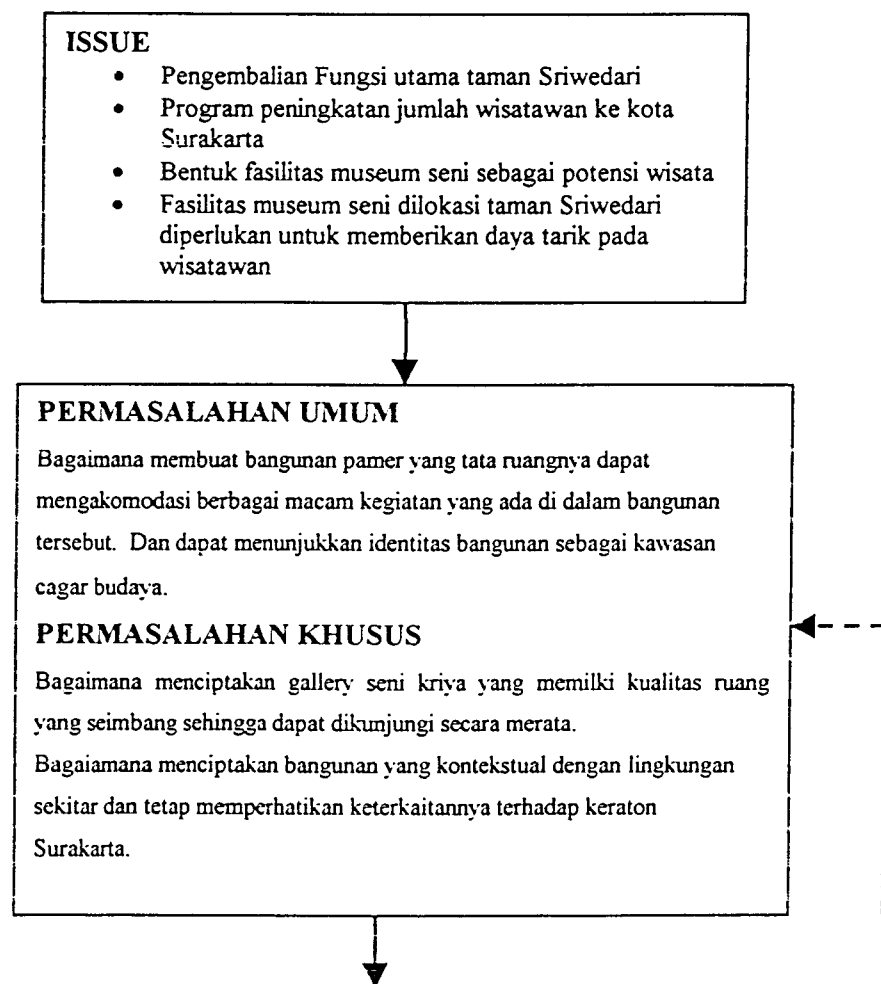 ISSUE
• Pengembalian Fungsi utama taman Sriwedari
• Program peningkatan jumlah wisatawan ke kota
Surakarta
• Bentuk fasilitas museum seni sebagai potensi wisata
• Fasilitas museum seni dilokasi taman Sriwedari
diperlukan untuk memberikan daya tarik pada
wisatawan
PERMASALAHAN UMUM
Bagaimana membuat bangunan pamer yang tata ruangnya dapat
mengakomodasi berbagai macam kegiatan yang ada di dalam bangunan
tersebut. Dan dapat menunjukkan identitas bangunan sebagai kawasan
cagar budaya.
PERMASALAHAN KHUSUS
Bagaimana menciptakan gallery seni kriya yang memilki kualitas ruang
yang seimbang sehingga dapat dikunjungi secara merata.
Bagaiamana menciptakan bangunan yang kontekstual dengan lingkungan
sekitar dan tetap memperhatikan keterkaitannya terhadap keraton
Surakarta.